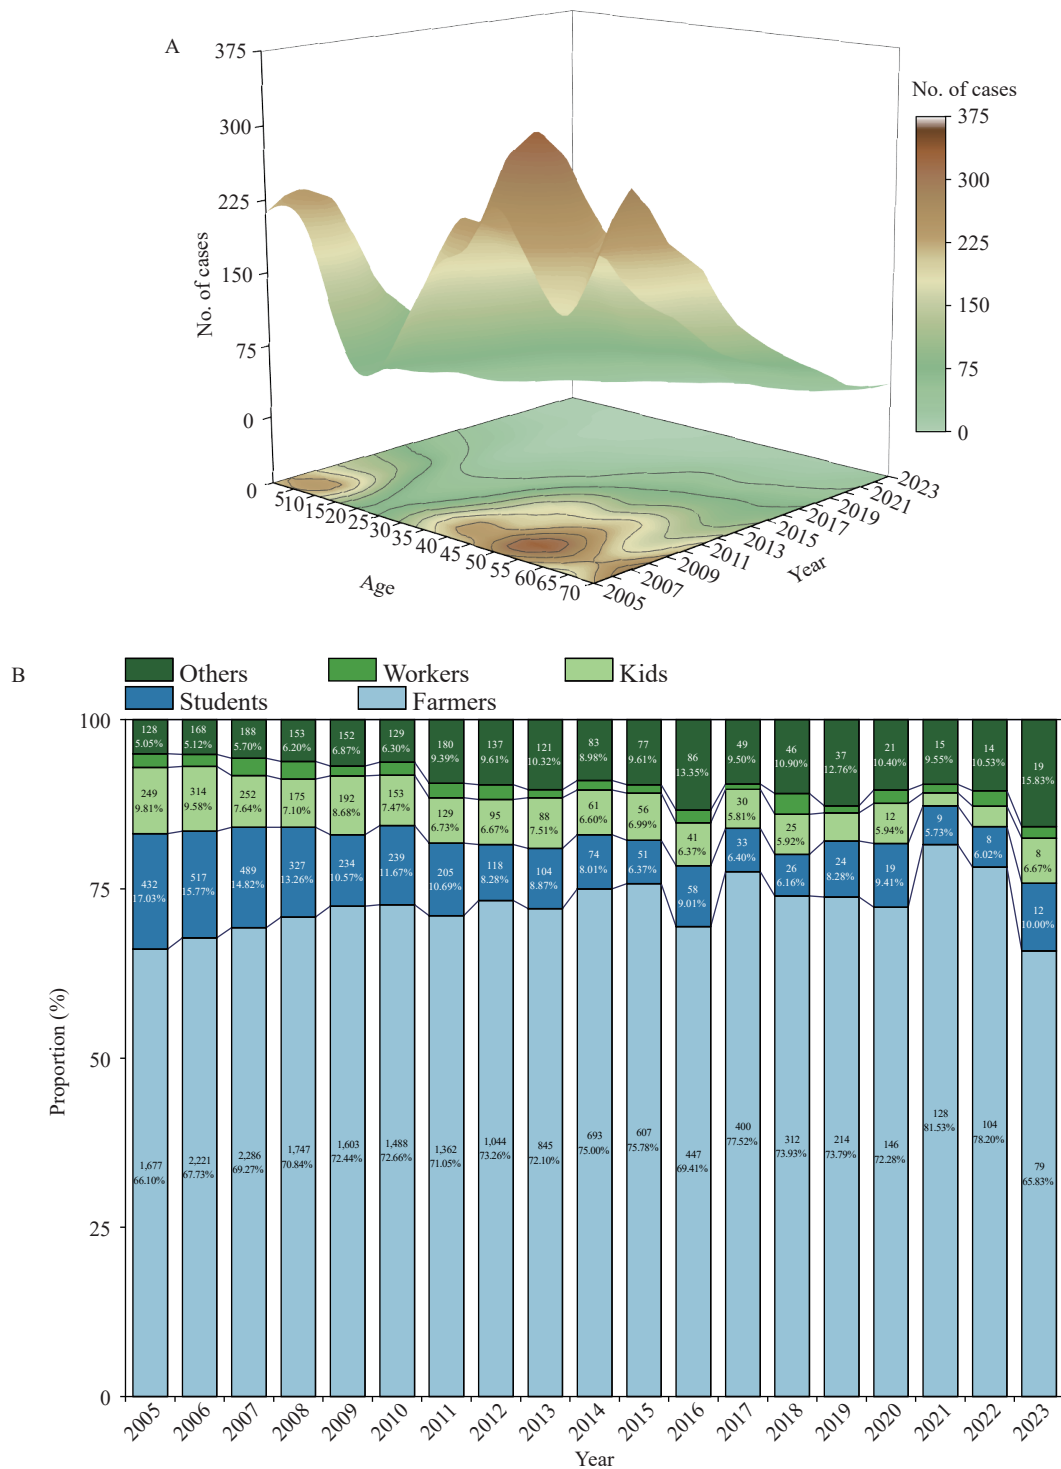 A
No. of cases
375
300
225
150
75
0
0
No. of cases
375
300
225
150
75
0
5 10 15 20 25 30 35 40 45 50 55 60 65 70
Age
2005 2007 2009 2011 2013 2015 2017 2019 2021 2023
Year
B
Others Workers Kids
Students Farmers
100
75
50
25
0
Proportion (%)
128 168 188 153 152 129 180 137 121 83 77 86 49 46 37 21 15 14 19
5.05% 5.12% 5.70% 6.20% 6.87% 6.30% 9.39% 9.61% 10.32% 8.98% 9.61% 13.35% 9.50% 10.90% 12.76% 10.40% 9.55% 10.53% 15.83%
249 314 252 175 192 153 129 95 88 61 56 41 30 25 12 8
9.81% 9.58% 7.64% 7.10% 8.68% 7.47% 6.73% 6.67% 7.51% 6.60% 6.99% 6.37% 5.81% 5.92% 5.94% 6.67%
432 517 489 327 234 239 205 118 104 74 51 58 33 26 24 19 9 8 12
17.03% 15.77% 14.82% 13.26% 10.57% 11.67% 10.69% 8.28% 8.87% 8.01% 6.37% 9.01% 6.40% 6.16% 8.28% 9.41% 5.73% 6.02% 10.00%
1,677 2,221 2,286 1,747 1,603 1,488 1,362 1,044 845 693 607 447 400 312 214 146 128 104 79
66.10% 67.73% 69.27% 70.84% 72.44% 72.66% 71.05% 73.26% 72.10% 75.00% 75.78% 69.41% 77.52% 73.93% 73.79% 72.28% 81.53% 78.20% 65.83%
2005 2006 2007 2008 2009 2010 2011 2012 2013 2014 2015 2016 2017 2018 2019 2020 2021 2022 2023
Year